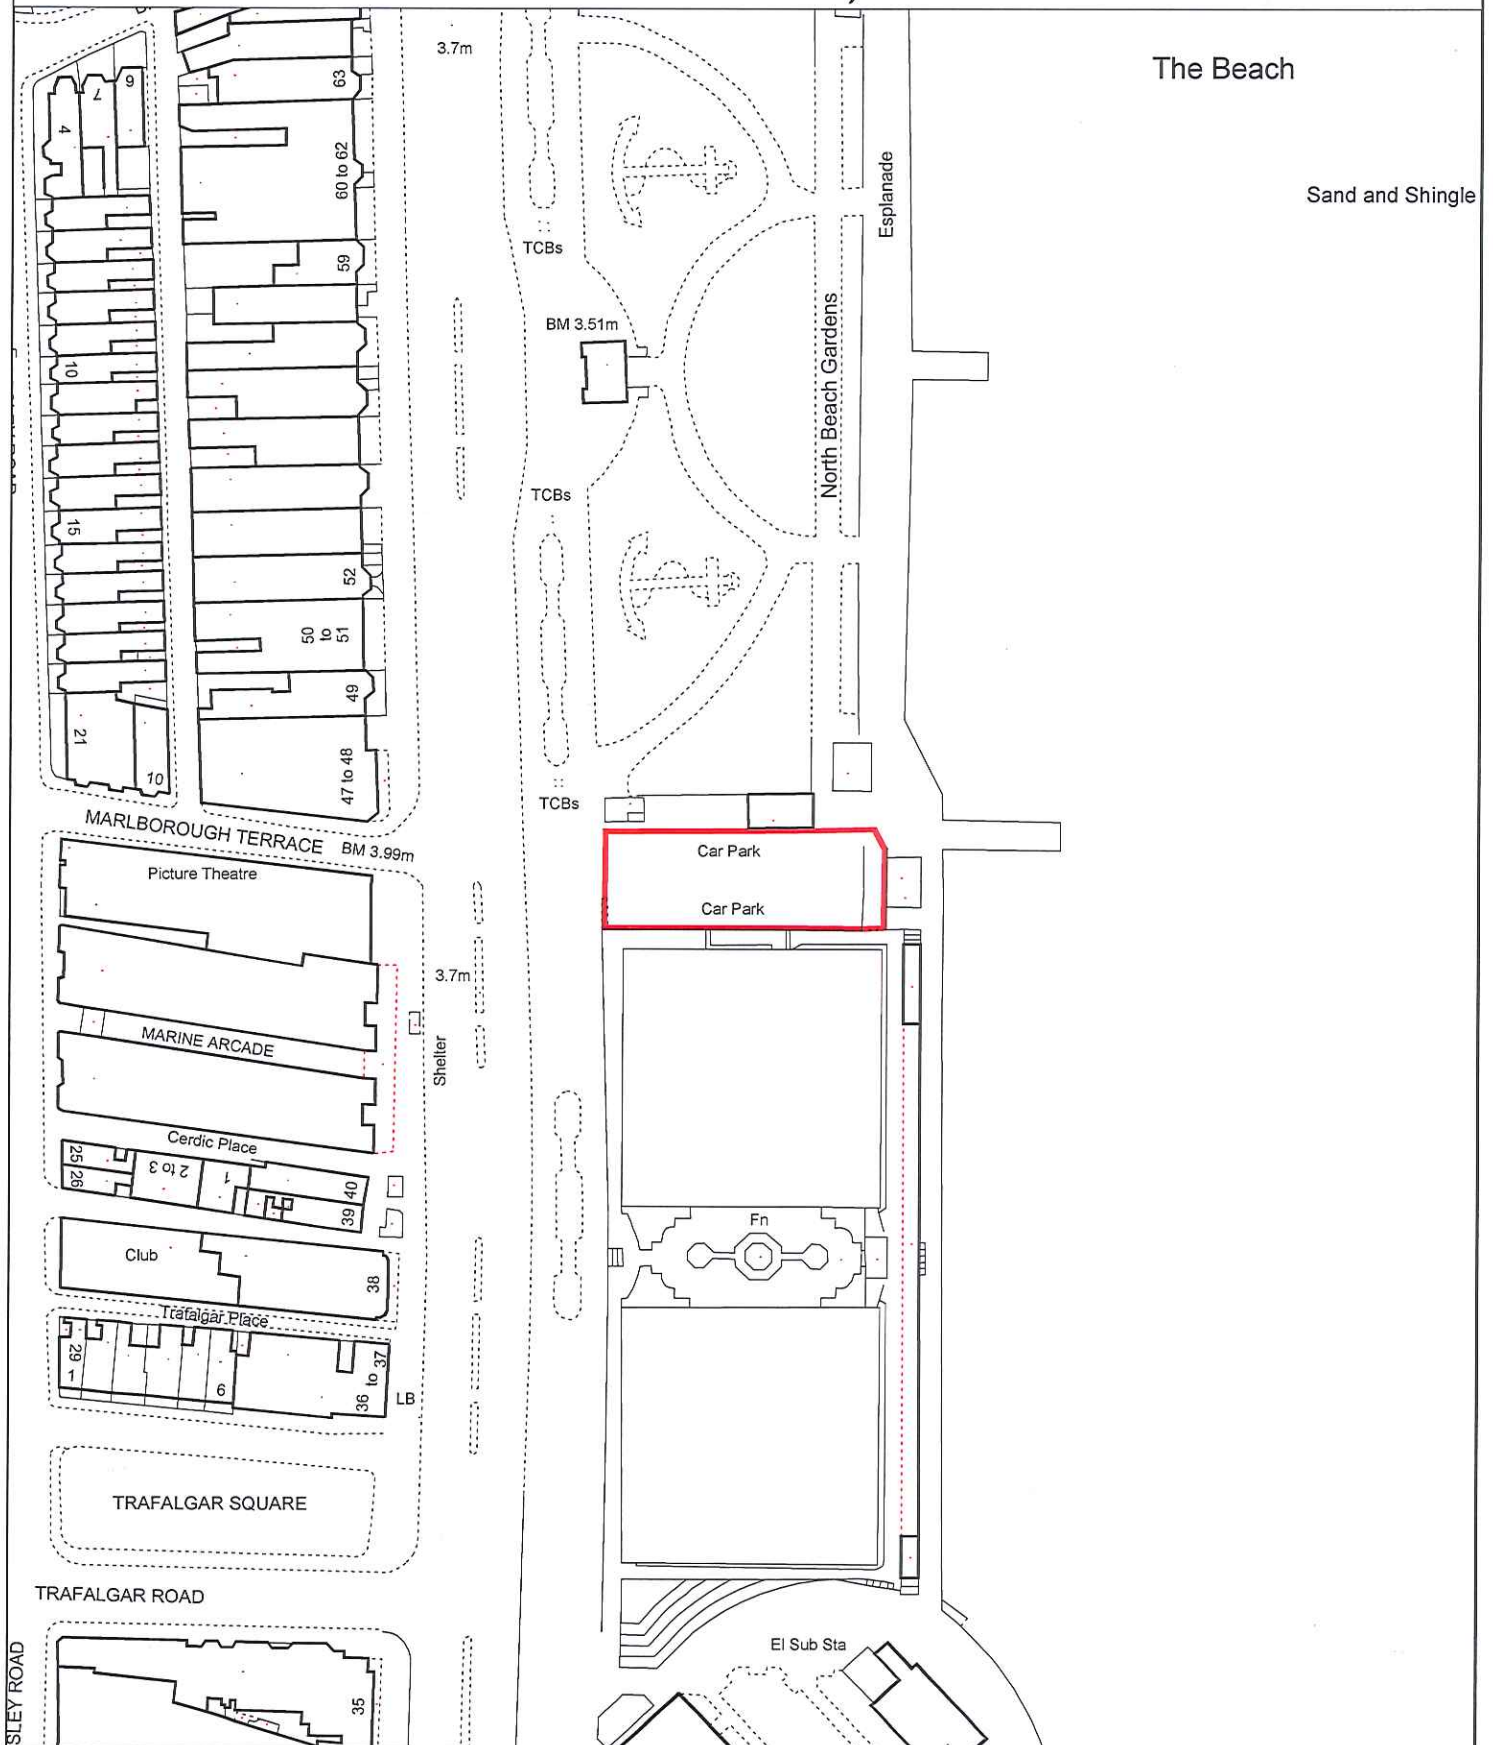 The Beach
3.7m
63
6
7
4
60 to 62
Esplanade
Sand and Shingle
TCBs
59
BM 3.51m
North Beach Gardens
10
TCBs
15
52
50
to
51
49
21
47 to 48
10
TCBs
MARLBOROUGH TERRACE
BM 3.99m
Car Park
Picture Theatre
Car Park
3.7m
MARINE ARCADE
Shelter
Cerdic Place
25
26
2 to 3
1
40
39
Fn
Club
38
Trafalgar Place
29
1
6
36
to
37
LB
TRAFALGAR SQUARE
TRAFALGAR ROAD
El Sub Sta
SLEY ROAD
35